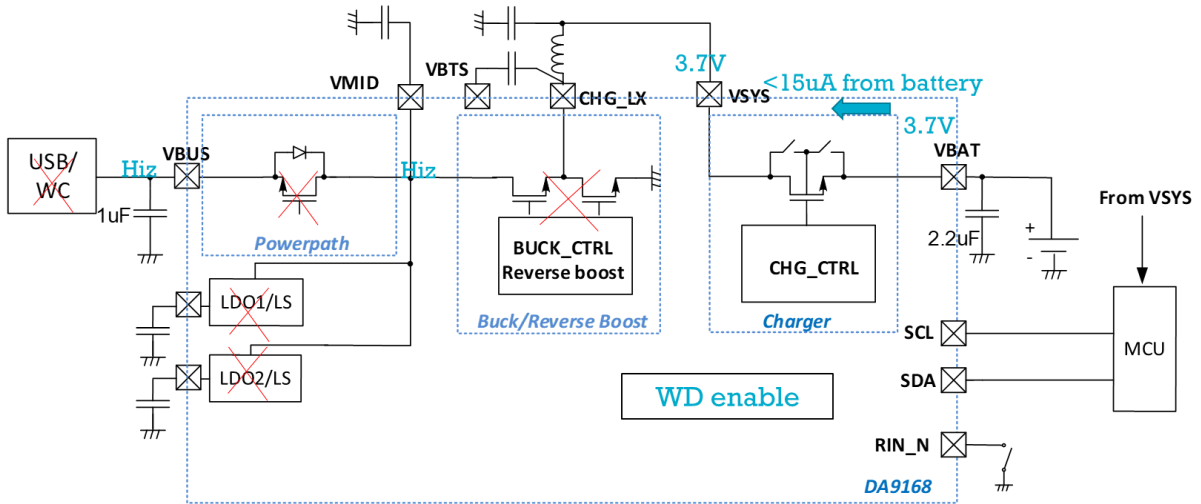 VMID
VBTS
CHG_LX
3.7V
VSYS
<15uA from battery
3.7V
USB/
WC
Hiz
VBUS
Hiz
VBAT
From VSYS
1uF
Powerpath
BUCK_CTRL
Reverse boost
CHG_CTRL
2.2uF
+
-
LDO1/LS
Buck/Reverse Boost
Charger
SCL
MCU
LDO2/LS
WD enable
SDA
RIN_N
DA9168